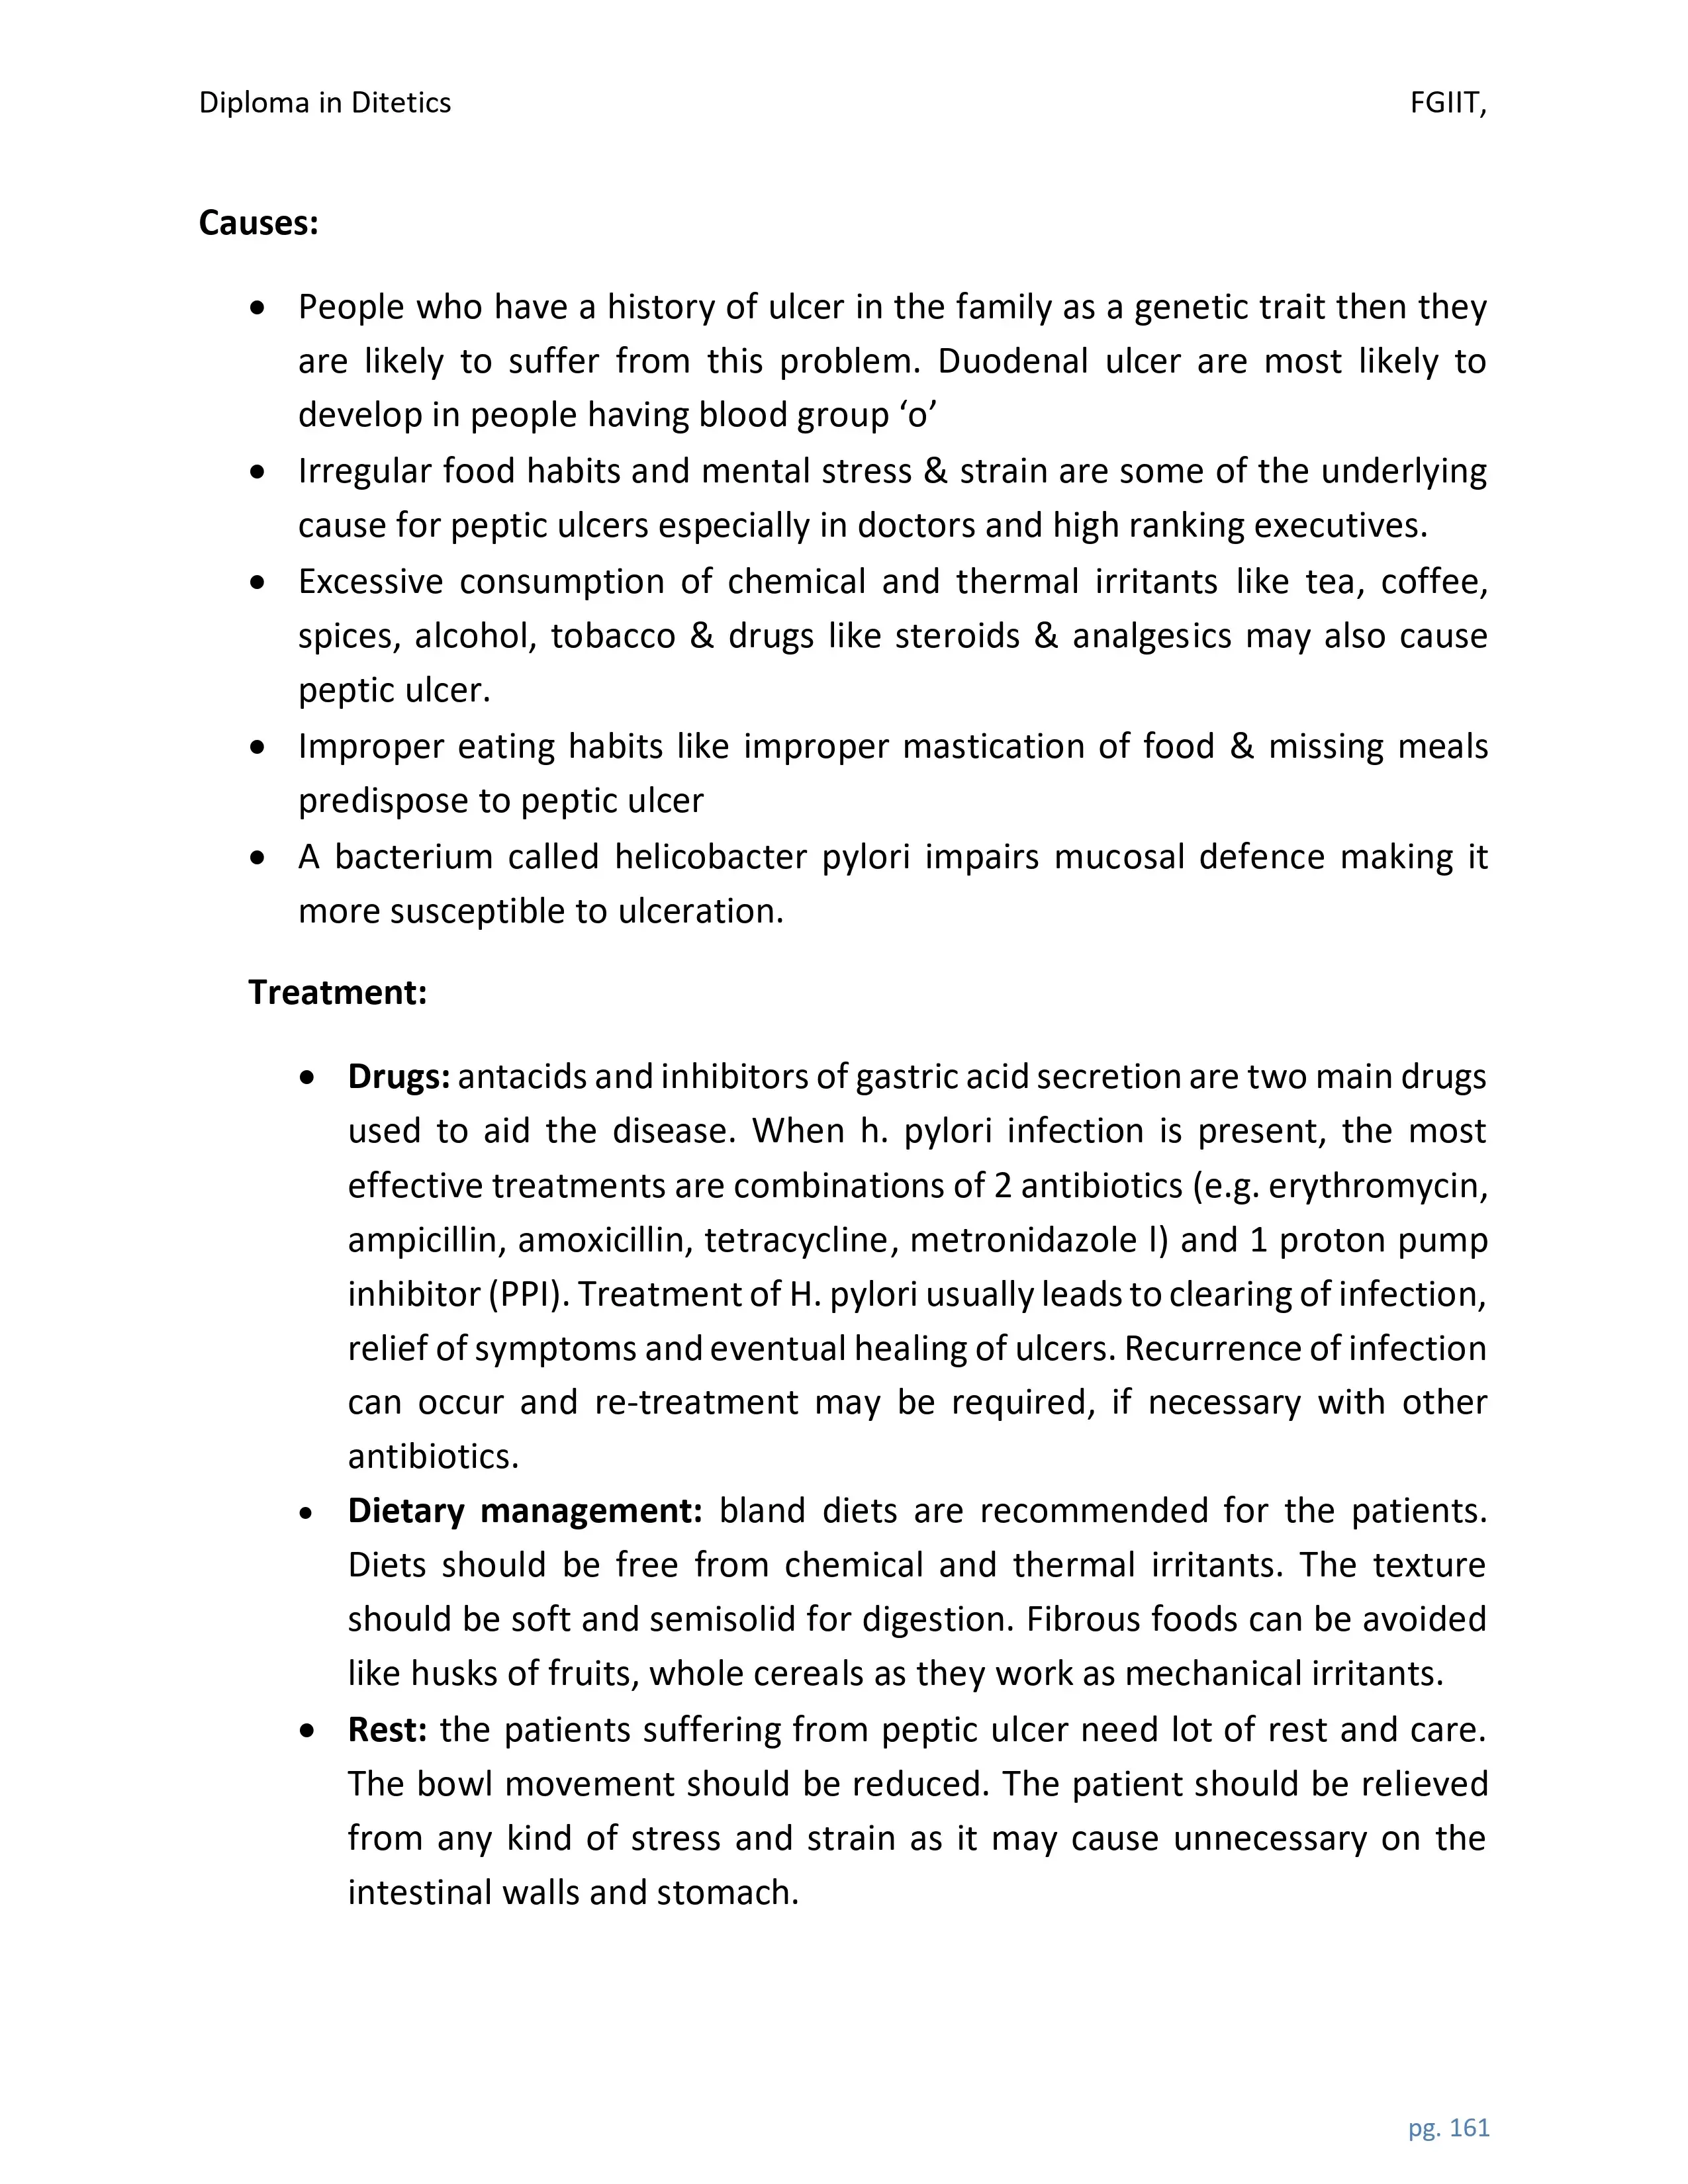 Diploma in Ditetics FGIIT,
Causes:
• People who have a history of ulcer in the family as a genetic trait then they
are likely to suffer from this problem. Duodenal ulcer are most likely to
develop in people having blood group ‘o’
• Irregular food habits and mental stress & strain are some of the underlying
cause for peptic ulcers especially in doctors and high ranking executives.
• Excessive consumption of chemical and thermal irritants like tea, coffee,
spices, alcohol, tobacco & drugs like steroids & analgesics may also cause
peptic ulcer.
• Improper eating habits like improper mastication of food & missing meals
predispose to peptic ulcer
• A bacterium called helicobacter pylori impairs mucosal defence making it
more susceptible to ulceration.
Treatment:
• Drugs: antacids and inhibitors of gastric acid secretion are two main drugs
used to aid the disease. When h. pylori infection is present, the most
effective treatments are combinations of 2 antibiotics (e.g. erythromycin,
ampicillin, amoxicillin, tetracycline, metronidazole l) and 1 proton pump
inhibitor (PPI). Treatment of H. pylori usually leads to clearing of infection,
relief of symptoms and eventual healing of ulcers. Recurrence of infection
can occur and re-treatment may be required, if necessary with other
antibiotics.
• Dietary management: bland diets are recommended for the patients.
Diets should be free from chemical and thermal irritants. The texture
should be soft and semisolid for digestion. Fibrous foods can be avoided
like husks of fruits, whole cereals as they work as mechanical irritants.
• Rest: the patients suffering from peptic ulcer need lot of rest and care.
The bowl movement should be reduced. The patient should be relieved
from any kind of stress and strain as it may cause unnecessary on the
intestinal walls and stomach.
pg. 161